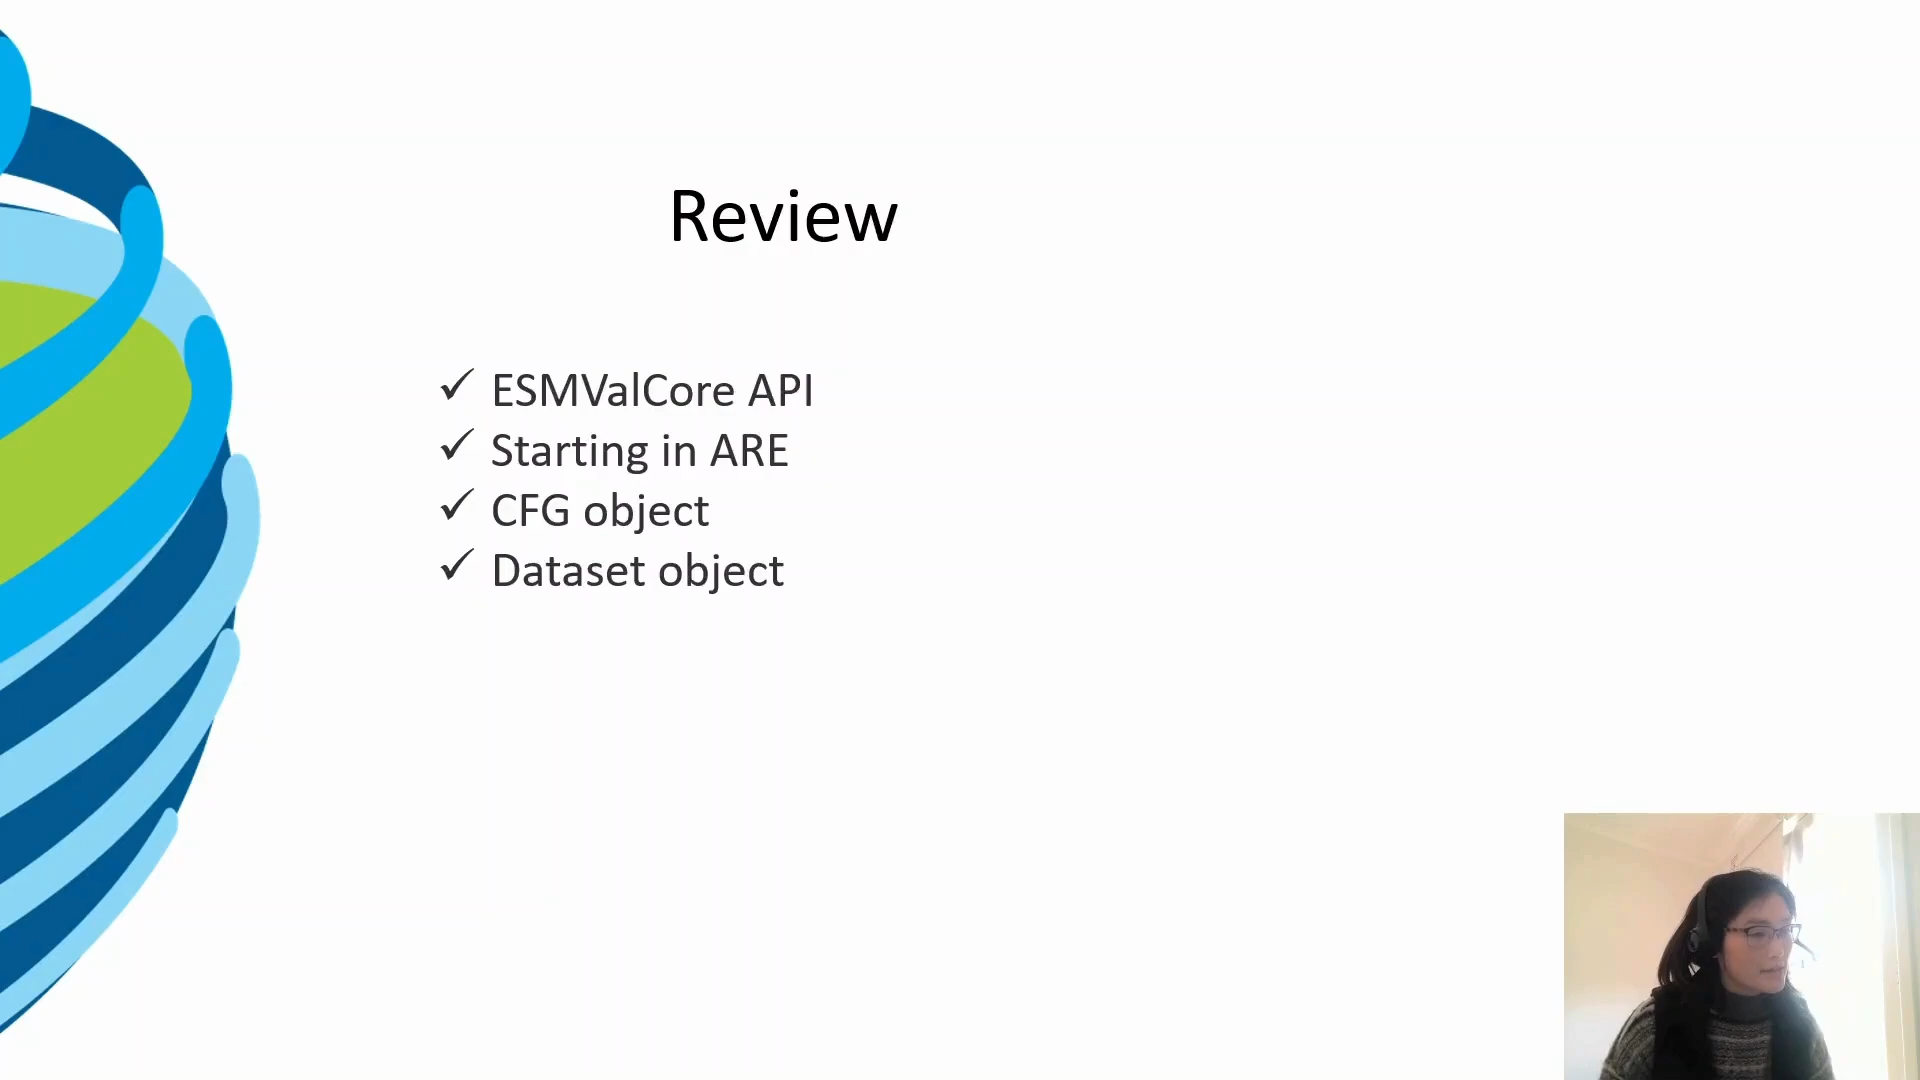 Review
ESMValCore API
Starting in ARE
CFG object
Dataset object